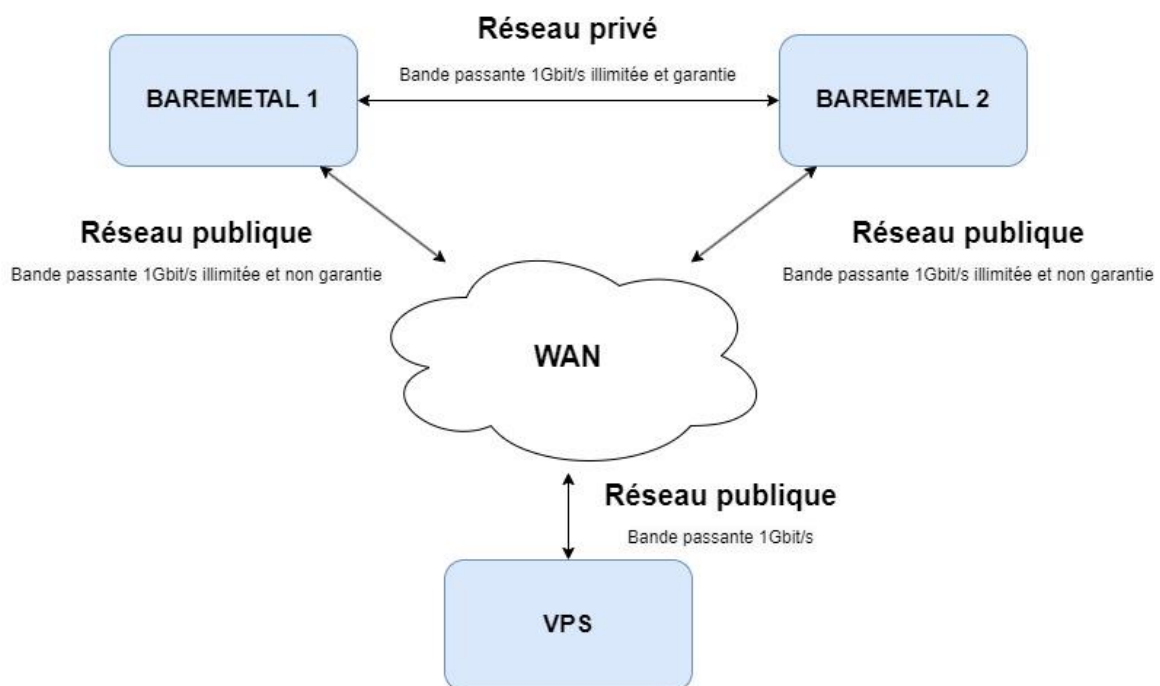 Réseau privé
Bande passante 1Gbit/s illimitée et garantie
BAREMETAL 1
BAREMETAL 2
Réseau publique
Bande passante 1Gbit/s illimitée et non garantie
Réseau publique
Bande passante 1Gbit/s illimitée et non garantie
WAN
Réseau publique
Bande passante 1Gbit/s
VPS